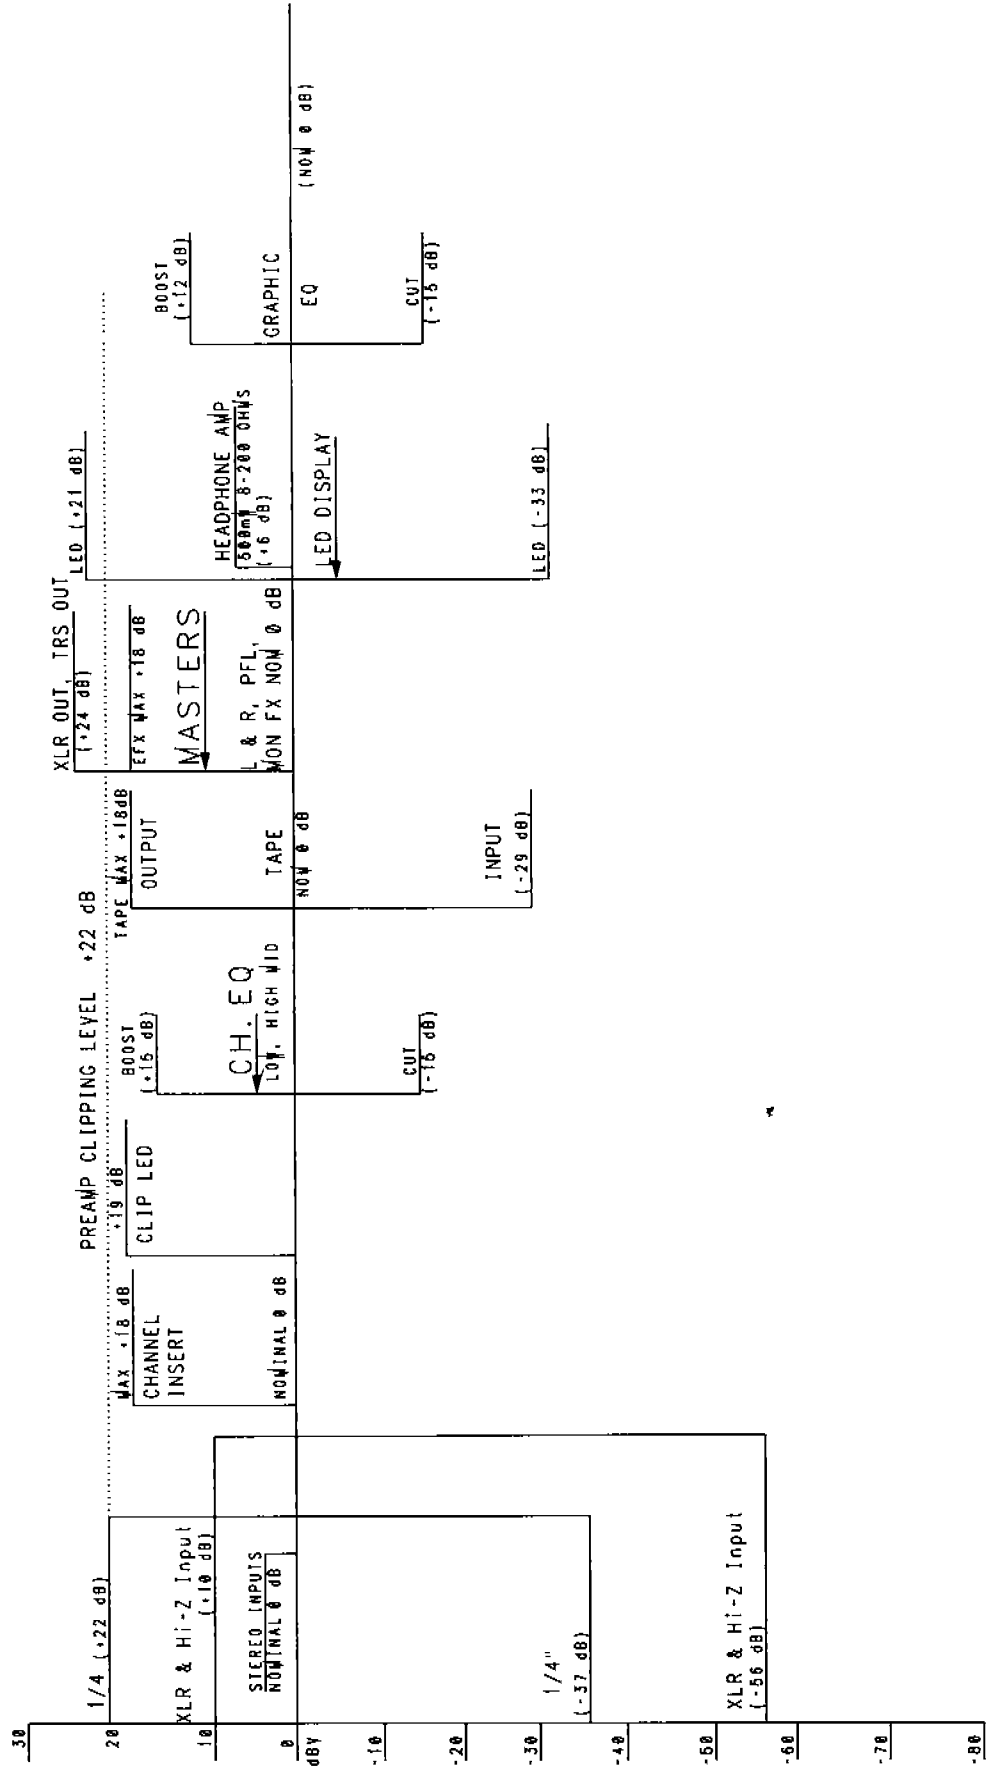 30
20
10
0
dBV
-10
-20
-30
-40
-50
-60
-70
-80
1/4 (+22 dB)
XLR & Hi-Z Input
(+10 dB)
STEREO INPUTS
NOMINAL 0 dB
1/4"
(-37 dB)
XLR & Hi-Z Input
(-56 dB)
MAX +18 dB
CHANNEL
INSERT
NOMINAL 0 dB
PREAMP CLIPPING LEVEL +22 dB
+19 dB
CLIP LED
BOOST
(+15 dB)
CH. EQ
LOW, HIGH MID
CUT
(-15 dB)
TAPE MAX +18dB
OUTPUT
TAPE
NOM 0 dB
INPUT
(-29 dB)
XLR OUT, TRS OUT
(+24 dB)
EFX MAX +18 dB
MASTERS
L & R, PFL,
MON FX NOM 0 dB
LED (+21 dB)
HEADPHONE AMP
500mW 8-200 OHMS
(+6 dB)
LED DISPLAY
LED (-33 dB)
BOOST
(+12 dB)
GRAPHIC
EQ
CUT
(-15 dB)
(NOM 0 dB)